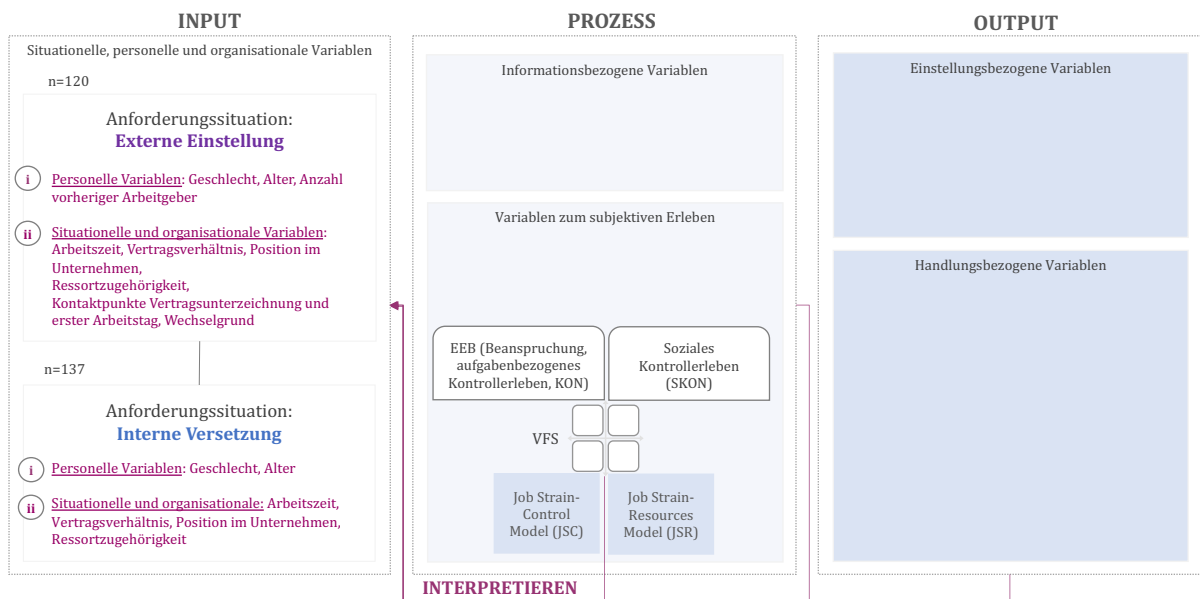 INPUT
Situationelle, personelle und organisationale Variablen
n=120
Anforderungssituation:
Externe Einstellung
i
Personelle Variablen: Geschlecht, Alter, Anzahl
vorheriger Arbeitgeber
ii
Situationelle und organisationale Variablen:
Arbeitszeit, Vertragsverhältnis, Position im
Unternehmen,
Ressortzugehörigkeit,
Kontaktpunkte Vertragsunterzeichnung und
erster Arbeitstag, Wechselgrund
n=137
Anforderungssituation:
Interne Versetzung
i
Personelle Variablen: Geschlecht, Alter
ii
Situationelle und organisationale: Arbeitszeit,
Vertragsverhältnis, Position im Unternehmen,
Ressortzugehörigkeit
PROZESS
Informationsbezogene Variablen
Variablen zum subjektiven Erleben
EEB (Beanspruchung,
aufgabenbezogenes
Kontrollerleben, KON)
Soziales
Kontrollerleben
(SKON)
VFS
Job Strain-
Control
Model (JSC)
Job Strain-
Resources
Model (JSR)
INTERPRETIEREN
OUTPUT
Einstellungsbezogene Variablen
Handlungsbezogene Variablen